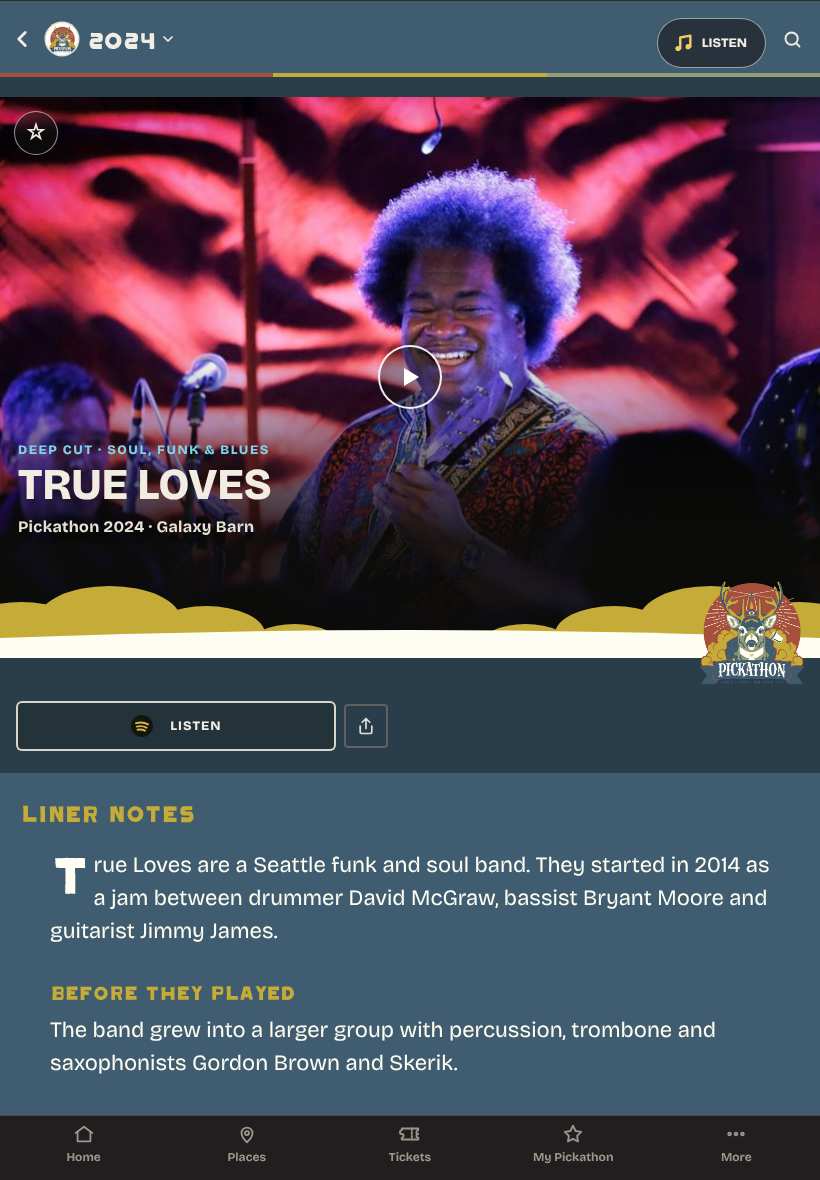 2024
LISTEN
DEEP CUT · SOUL, FUNK & BLUES
TRUE LOVES
Pickathon 2024 · Galaxy Barn
PICKATHON
LISTEN
LINER NOTES
True Loves are a Seattle funk and soul band. They started in 2014 as
a jam between drummer David McGraw, bassist Bryant Moore and
guitarist Jimmy James.
BEFORE THEY PLAYED
The band grew into a larger group with percussion, trombone and
saxophonists Gordon Brown and Skerik.
Home
Places
Tickets
My Pickathon
More